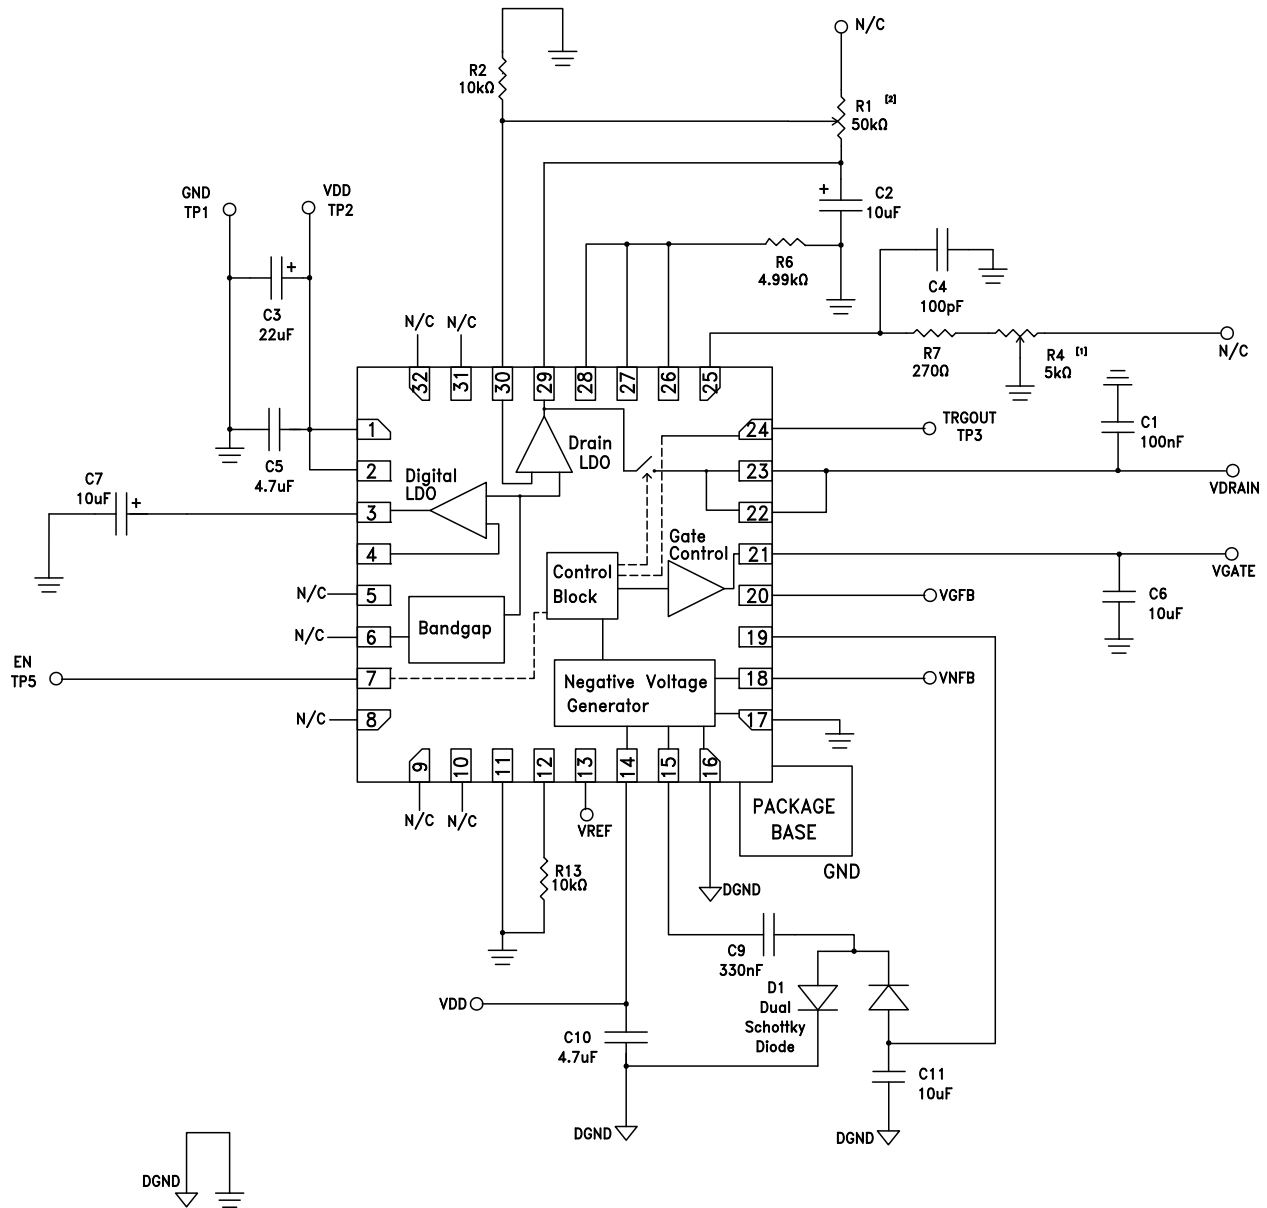 N/C
R2
10kΩ
R1 [2]
50kΩ
GND
TP1
VDD
TP2
+
C2
10uF
R6
4.99kΩ
C4
100pF
+
C3
22uF
N/C
N/C
R7
270Ω
R4 [1]
5kΩ
N/C
32
31
30
29
28
27
26
25
C1
100nF
1
24
TRGOUT
TP3
C5
4.7uF
Drain
LDO
2
23
VDRAIN
C7
10uF
+
Digital
LDO
3
22
Gate
Control
4
21
VGATE
Control
Block
N/C
5
20
VGFB
C6
10uF
Bandgap
N/C
6
19
EN
TP5
7
Negative Voltage
Generator
18
VNFB
N/C
8
17
9
10
11
12
13
14
15
16
N/C
N/C
VREF
PACKAGE
BASE
GND
R13
10kΩ
DGND
C9
330nF
D1
Dual
Schottky
Diode
VDD
C10
4.7uF
C11
10uF
DGND
DGND
DGND